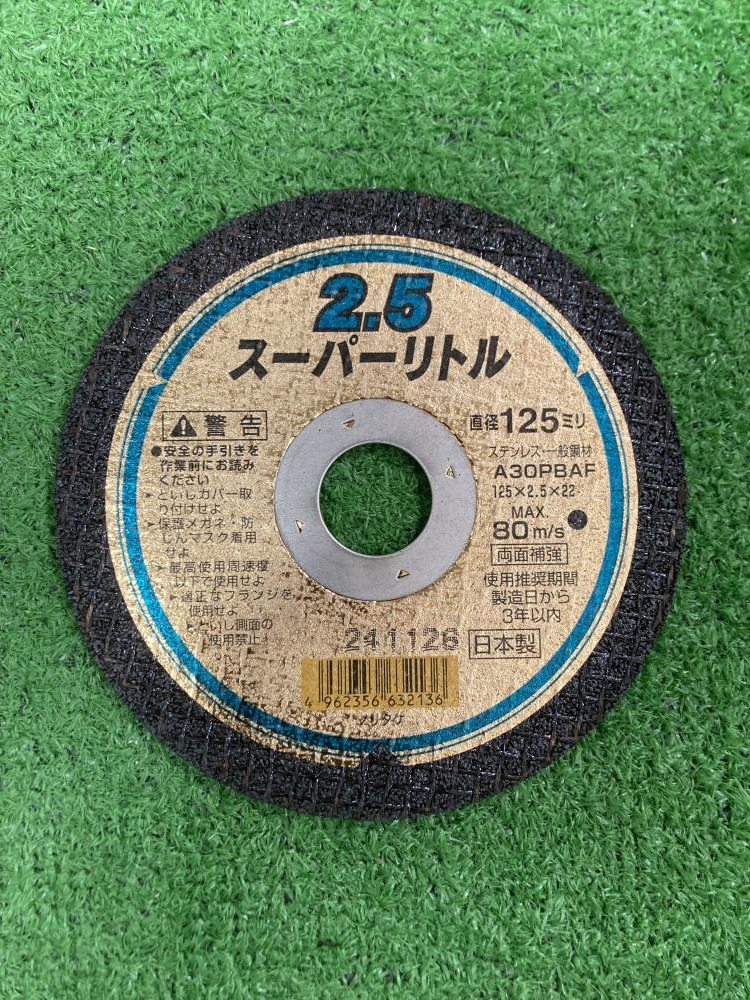 2.5
スーパーリトル
警告
●安全の手引きを
作業前にお読み
ください
➤といしカバー取
り付けせよ
➤保護メガネ・防
じんマスク着用
せよ
➤最高使用周速度
以下で使用せよ
➤適正なフランジを
使用せよ
➤といし側面の
使用禁止
直径125ミリ
ステンレス・一般鋼材
A30PBAF
125×2.5×22
MAX.
80m/s
両面補強
使用推奨期間
製造日から
3年以内
241126
日本製
4 962356 632136
ノリタケ